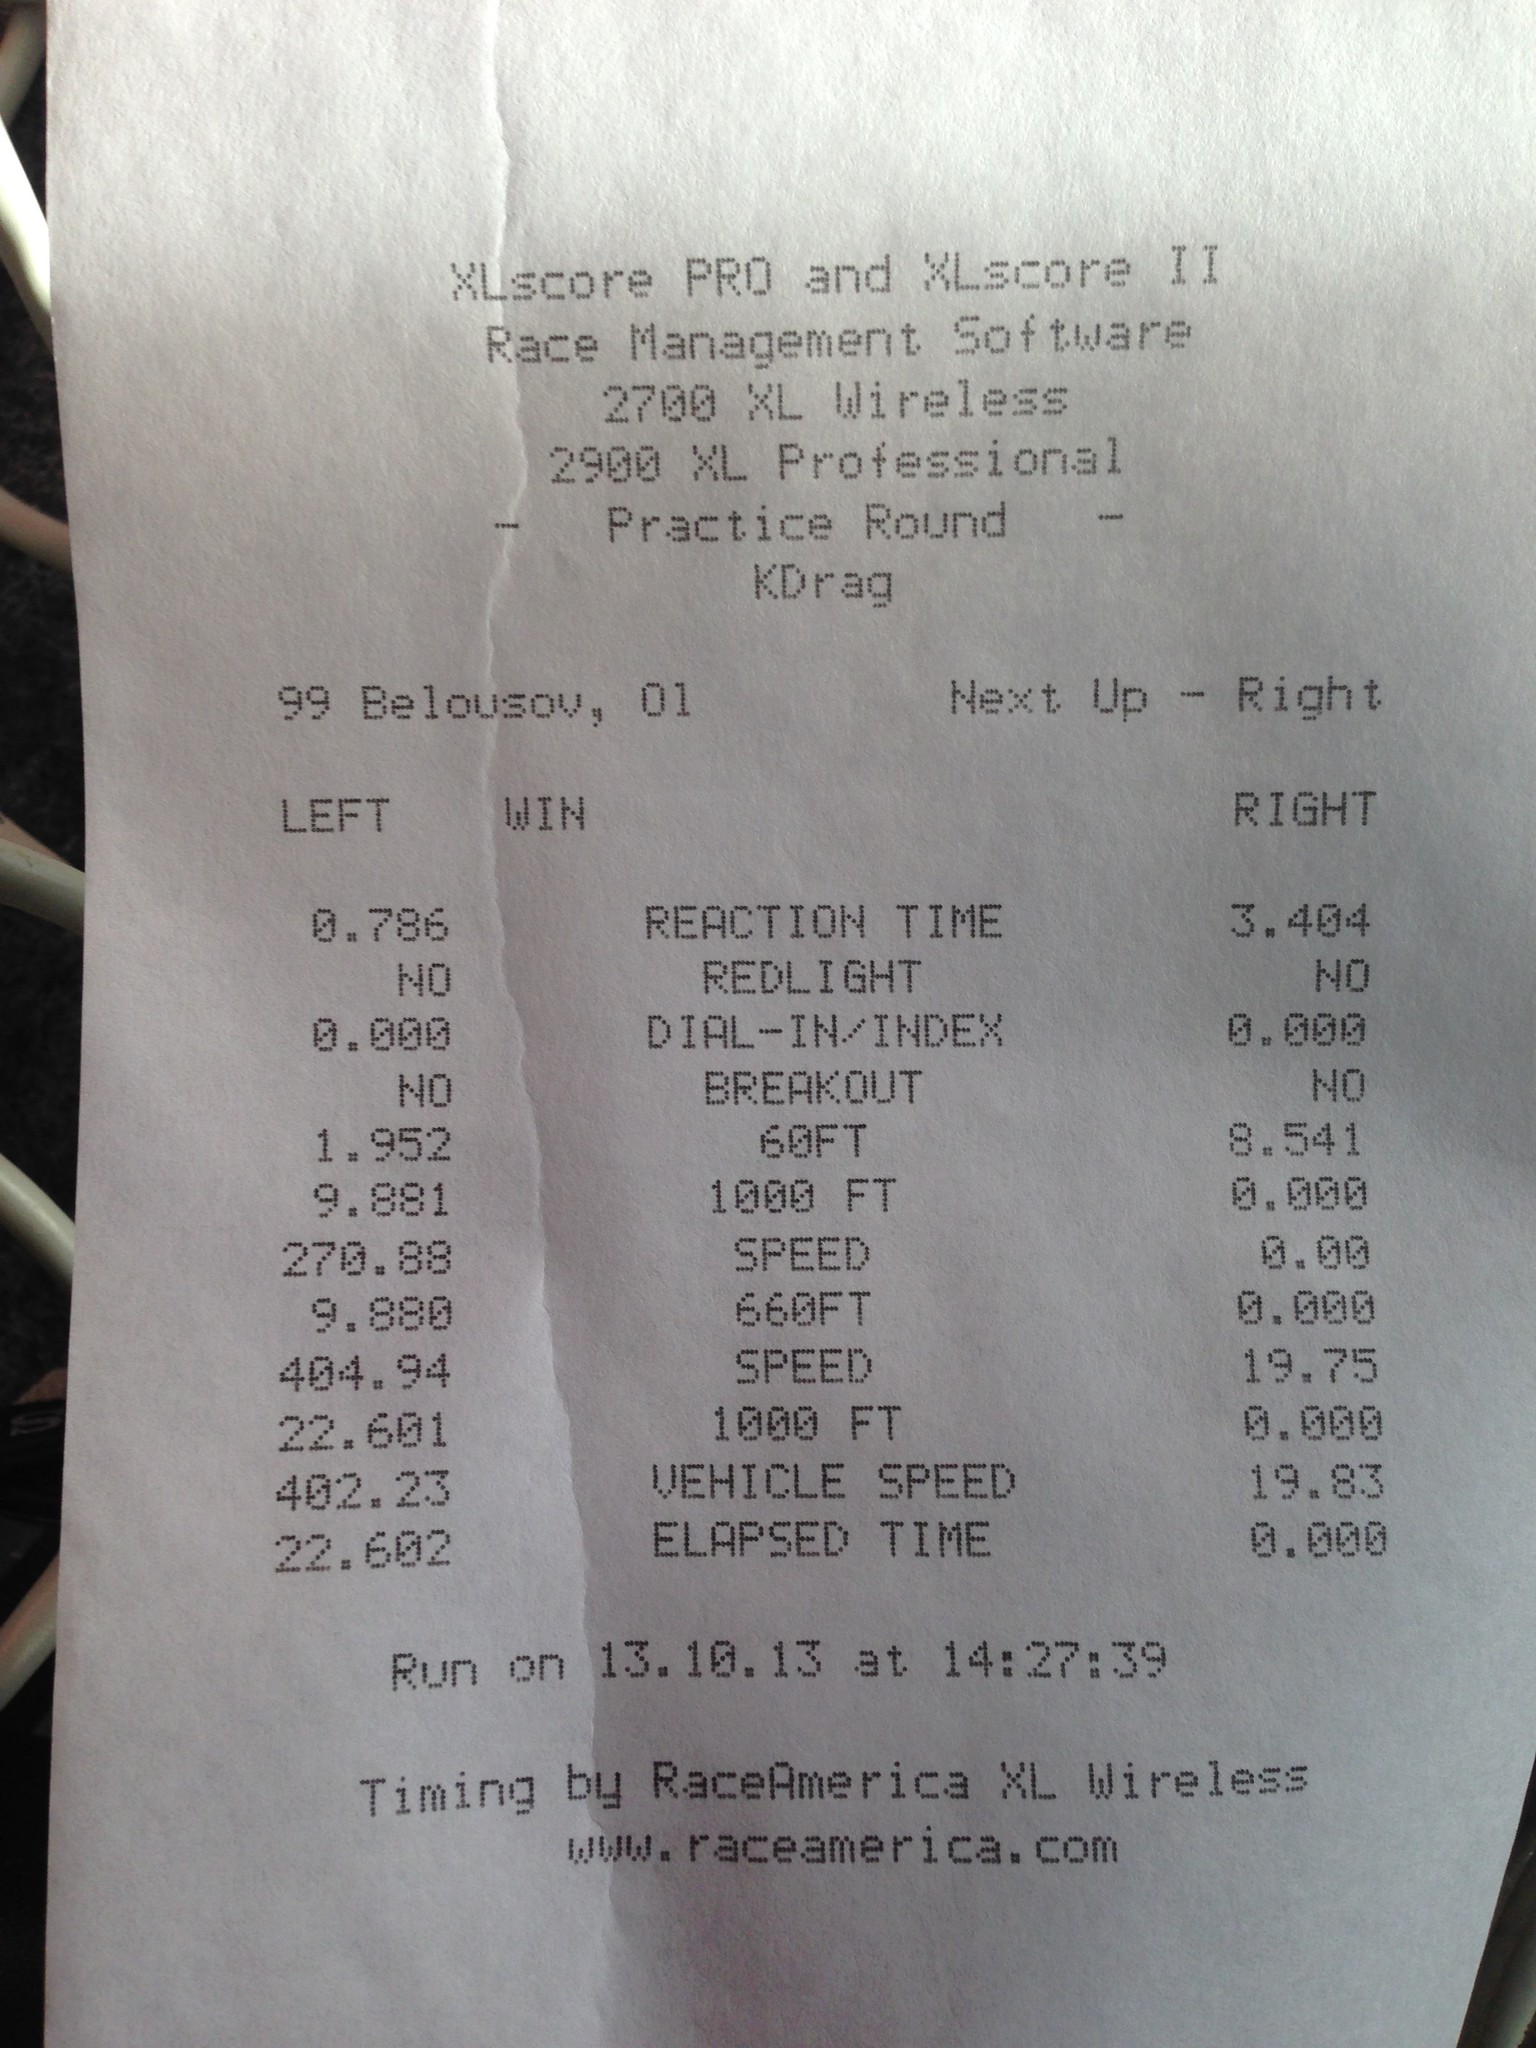 XLscore PRO and XLscore II
Race Management Software
2700 XL Wireless
2900 XL Professional
- Practice Round -
KDrag
99 Belousov, Ol Next Up - Right
LEFT WIN RIGHT
0.786 REACTION TIME 3.404
NO REDLIGHT NO
0.000 DIAL-IN/INDEX 0.000
NO BREAKOUT NO
1.952 60FT 8.541
9.881 1000 FT 0.000
270.88 SPEED 0.00
9.880 660FT 0.000
404.94 SPEED 19.75
22.601 1000 FT 0.000
402.23 VEHICLE SPEED 19.83
22.602 ELAPSED TIME 0.000
Run on 13.10.13 at 14:27:39
Timing by RaceAmerica XL Wireless
www.raceamerica.com